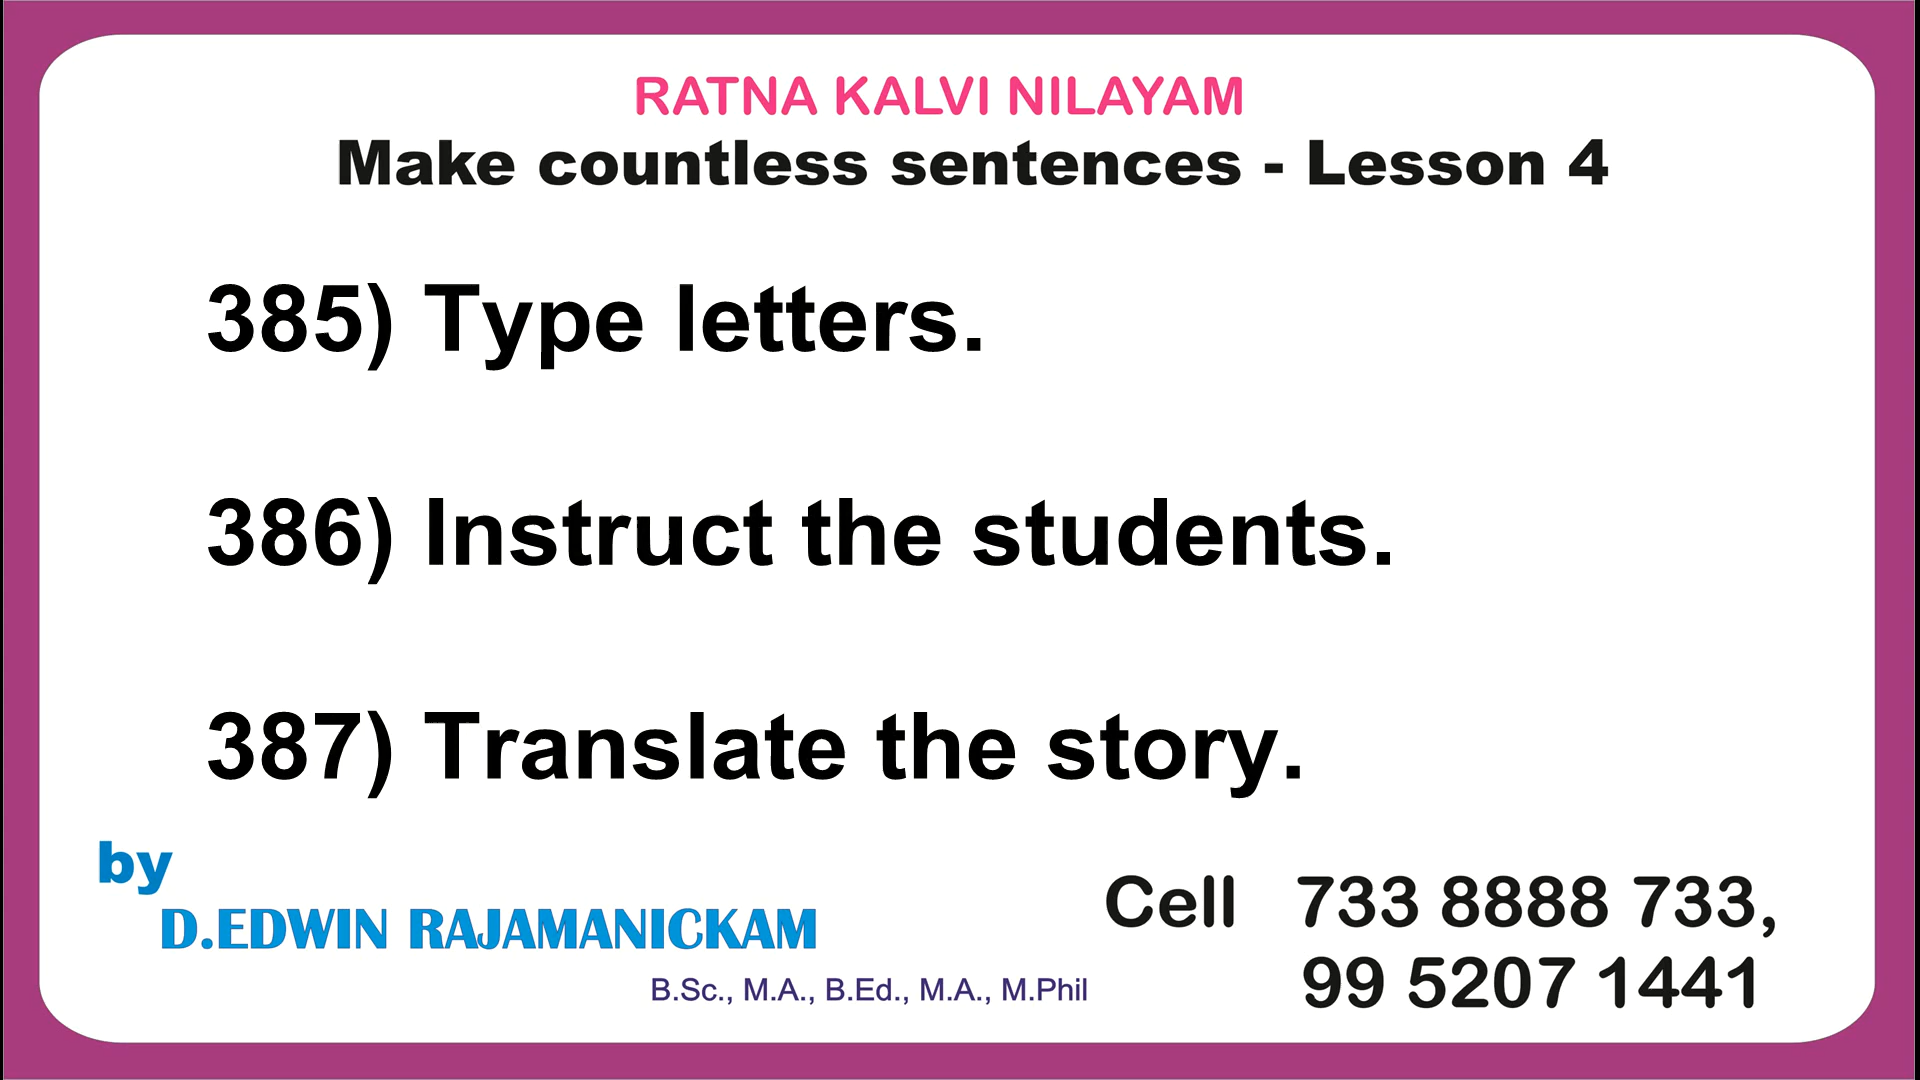 RATNA KALVI NILAYAM
Make countless sentences - Lesson 4
385) Type letters.
386) Instruct the students.
387) Translate the story.
by
D.EDWIN RAJAMANICKAM
B.Sc., M.A., B.Ed., M.A., M.Phil
Cell 733 8888 733,
99 5207 1441